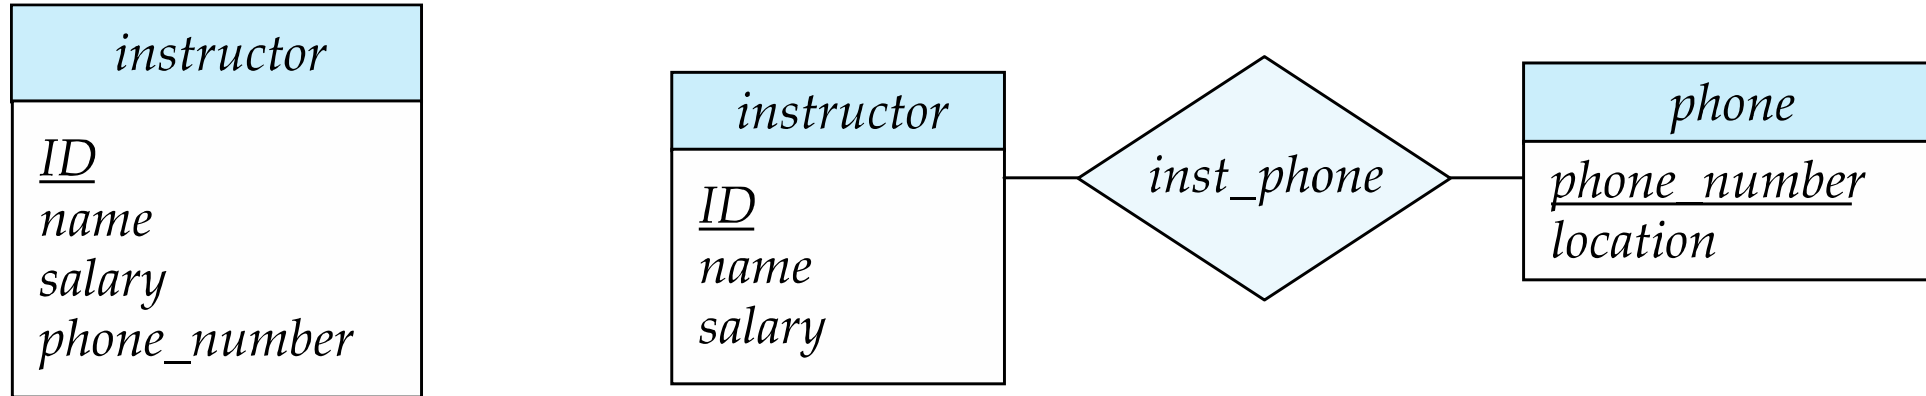 instructor
ID
name
salary
phone_number
instructor
ID
name
salary
inst_phone
phone
phone_number
location